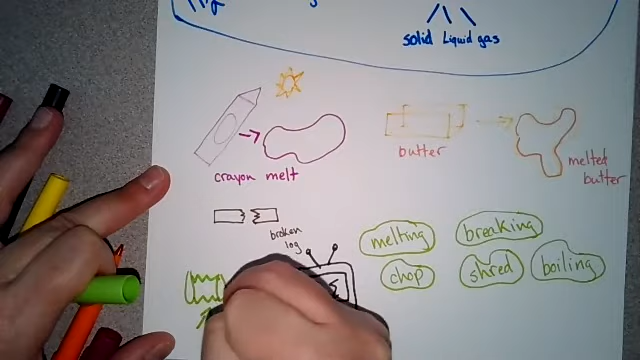 solid Liquid gas
crayon melt
butter
melted
butter
broken
log
melting
breaking
chop
shred
boiling